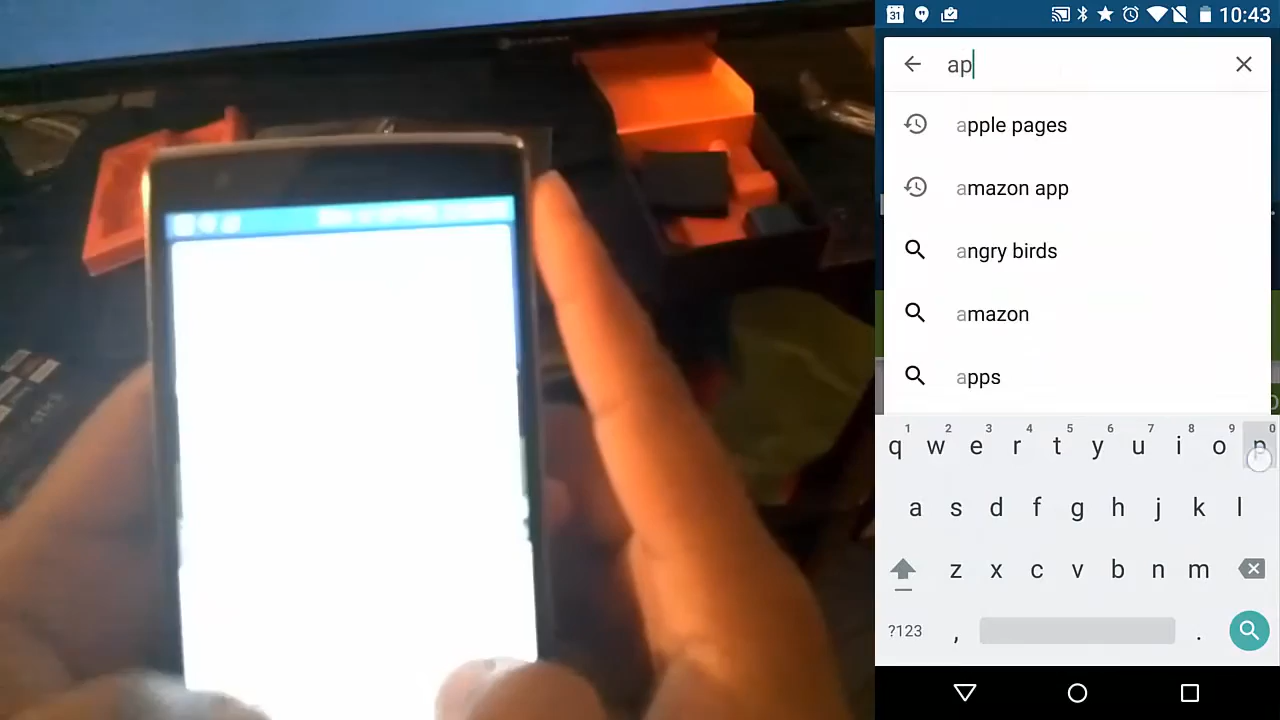 31 10:43
ap
apple pages
amazon app
angry birds
amazon
apps
1 2 3 4 5 6 7 8 9 0
q w e r t y u i o p
a s d f g h j k l
z x c v b n m
?123 , .